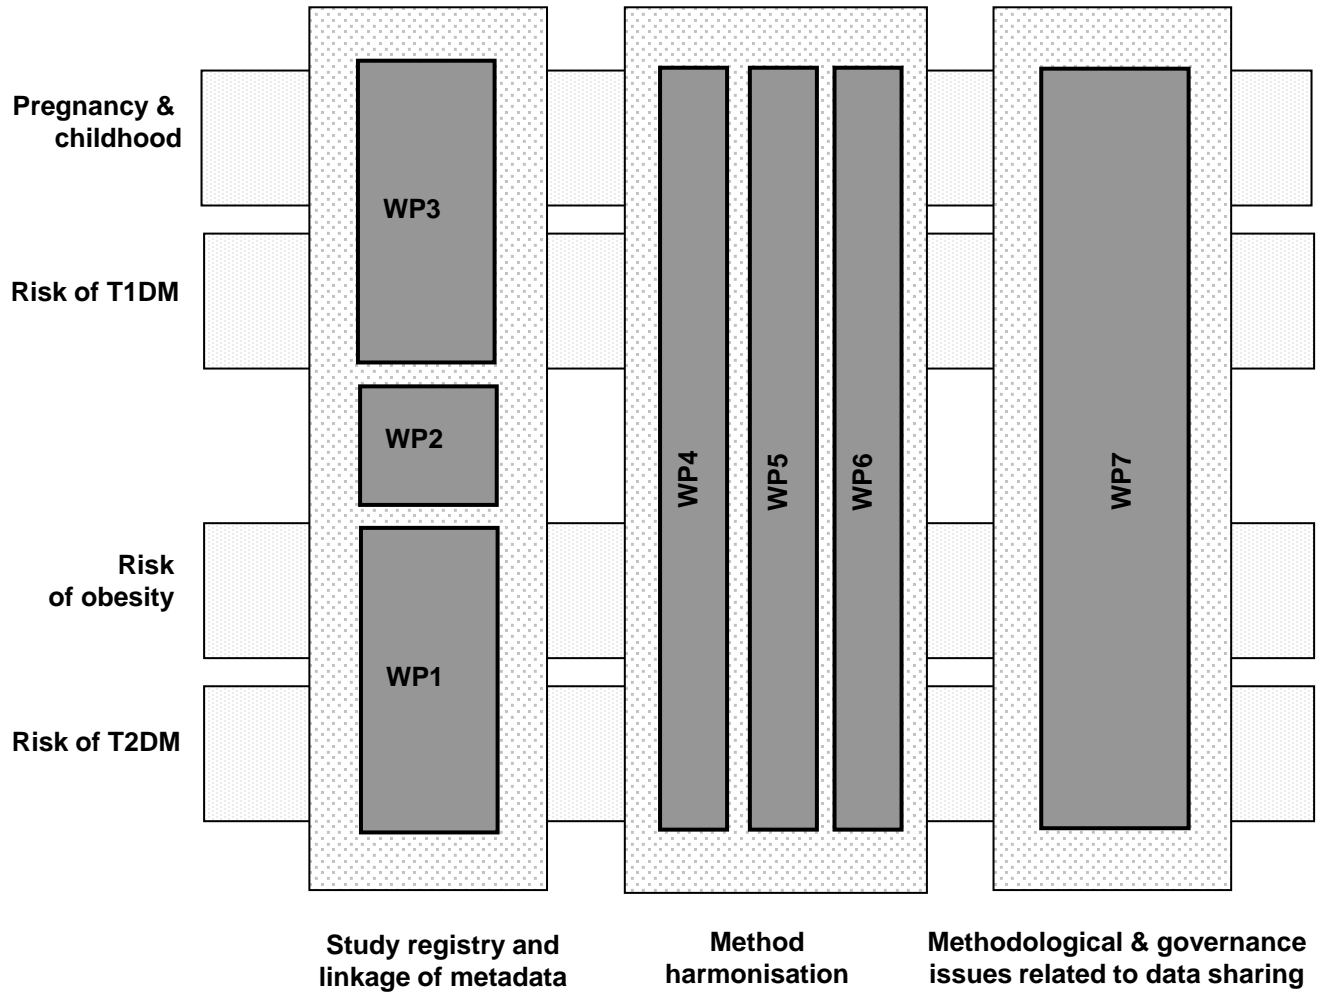 Pregnancy &
childhood
WP3
Risk of T1DM
WP2
WP4
WP5
WP6
WP7
Risk
of obesity
WP1
Risk of T2DM
Study registry and
linkage of metadata
Method
harmonisation
Methodological & governance
issues related to data sharing